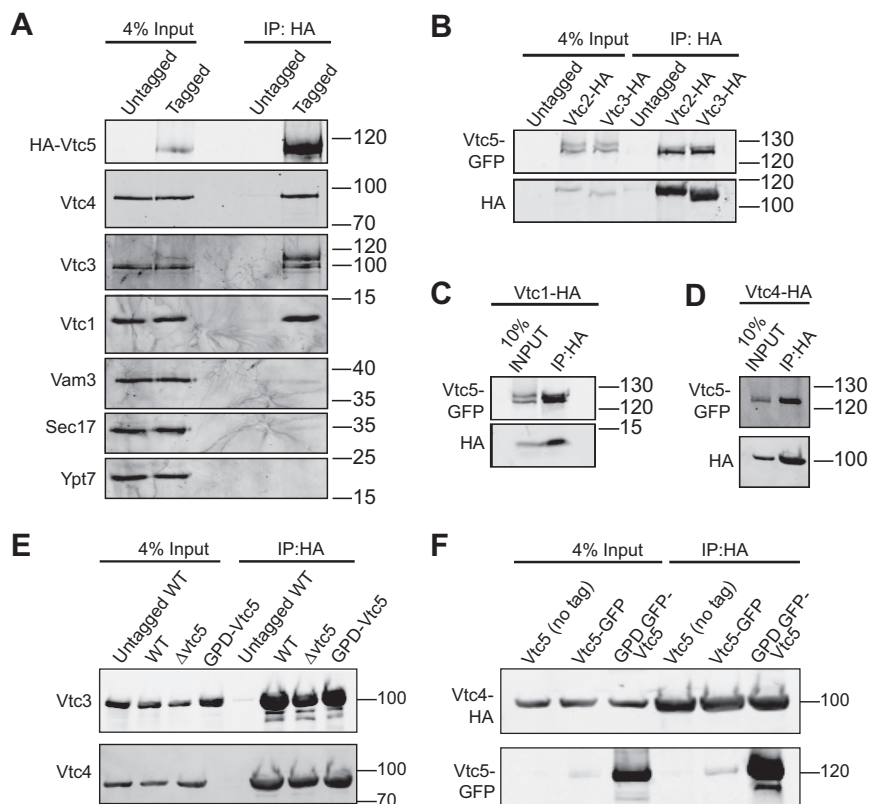 A
4% Input
IP: HA
Untagged
Tagged
Untagged
Tagged
HA-Vtc5
120
Vtc4
100
70
Vtc3
120
100
Vtc1
15
Vam3
40
35
Sec17
35
Ypt7
25
15
B
4% Input
IP: HA
Untagged
Vtc2-HA
Vtc3-HA
Untagged
Vtc2-HA
Vtc3-HA
Vtc5-
GFP
130
120
HA
120
100
C
Vtc1-HA
10%
INPUT
IP:HA
Vtc5-
GFP
130
120
HA
15
D
Vtc4-HA
10%
INPUT
IP:HA
Vtc5-
GFP
130
120
HA
100
E
4% Input
IP:HA
Untagged WT
WT
Δvtc5
GPD-Vtc5
Untagged WT
WT
Δvtc5
GPD-Vtc5
Vtc3
100
Vtc4
100
70
F
4% Input
IP:HA
Vtc5 (no tag)
Vtc5-GFP
GPD GFP-
Vtc5
Vtc5 (no tag)
Vtc5-GFP
GPD GFP-
Vtc5
Vtc4-
HA
100
Vtc5-
GFP
120